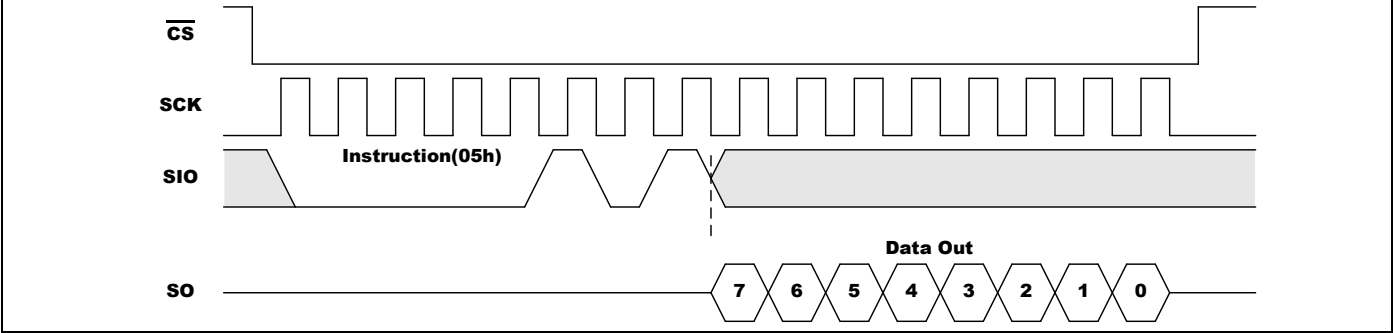 CS
SCK
Instruction(05h)
SIO
Data Out
SO 7 6 5 4 3 2 1 0